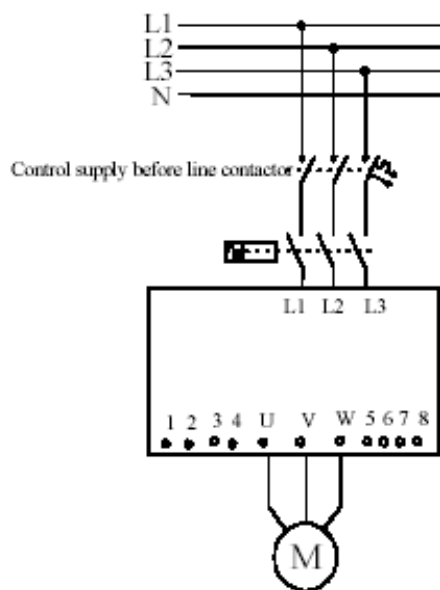 L1
L2
L3
N
Control supply before line contactor
L1 L2 L3
1 2 3 4 U V W 5 6 7 8
M